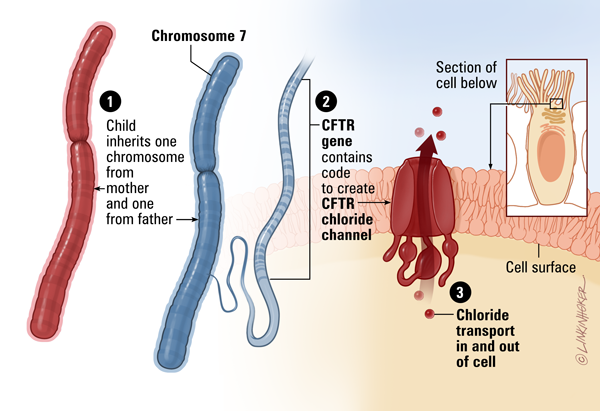 Chromosome 7
1
Child
inherits one
chromosome
from
mother
and one
from father
2
CFTR
gene
contains
code
to create
CFTR
chloride
channel
Section of
cell below
Cell surface
3
Chloride
transport
in and out
of cell
©LINKINHOKER